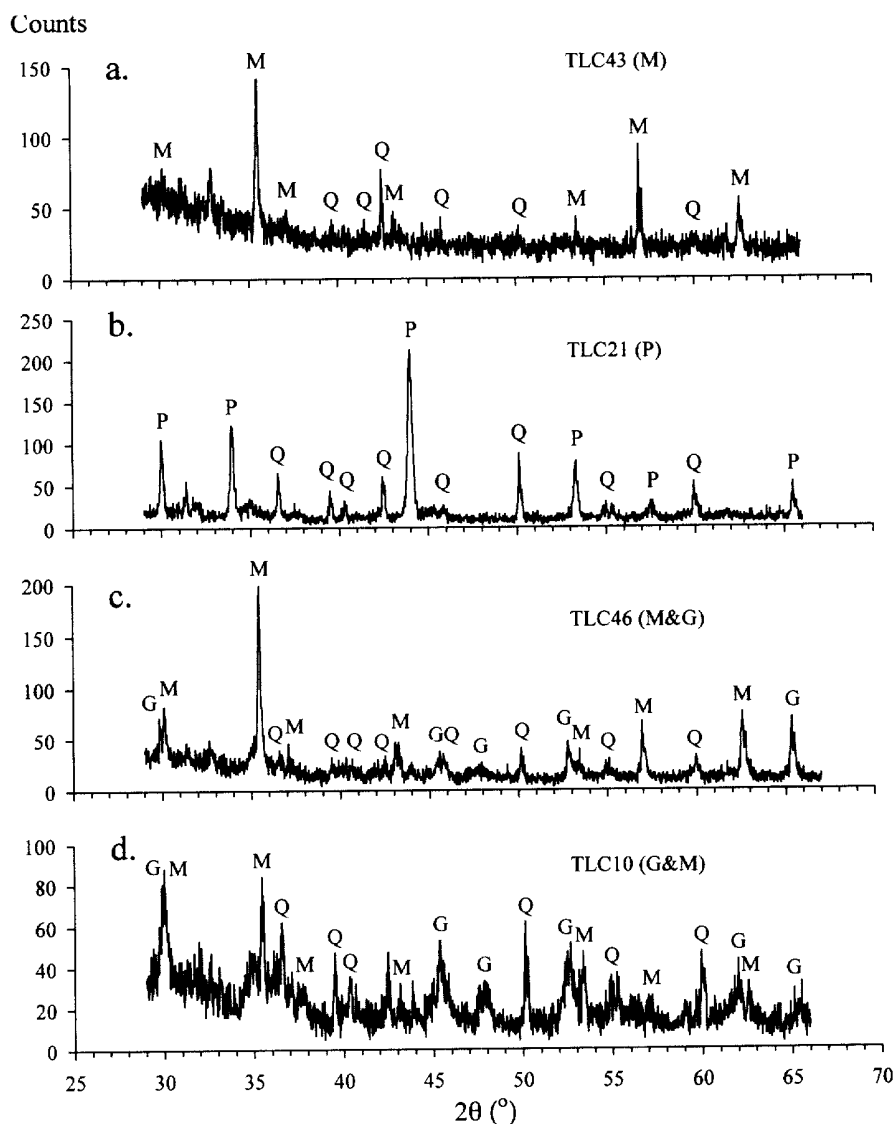 Counts
a.
TLC43 (M)
150
100
50
0
M M M Q Q Q M Q Q M M Q M
b.
TLC21 (P)
250
200
150
100
50
0
P P Q Q Q Q P Q Q P Q P Q P
c.
TLC46 (M&G)
200
150
100
50
0
G M M Q M Q Q Q M G Q G Q G M Q M Q M G
d.
TLC10 (G&M)
100
80
60
40
20
0
G M M Q M Q Q M G G Q G M Q M Q G M G
25 30 35 40 45 50 55 60 65 70
2θ (°)